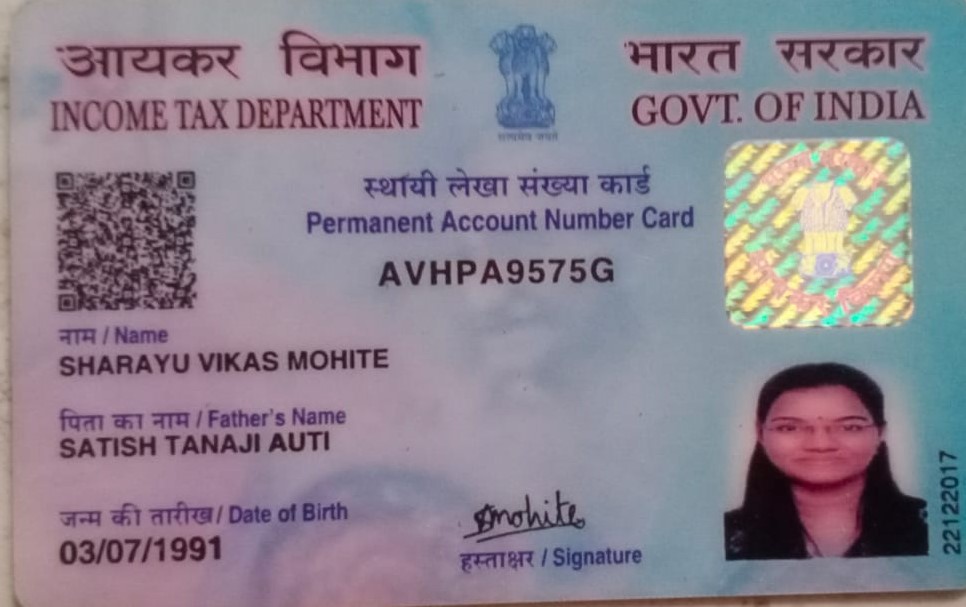 आयकर विभाग
INCOME TAX DEPARTMENT
भारत सरकार
GOVT. OF INDIA
सत्यमेव जयते
स्थायी लेखा संख्या कार्ड
Permanent Account Number Card
AVHPA9575G
नाम / Name
SHARAYU VIKAS MOHITE
पिता का नाम / Father's Name
SATISH TANAJI AUTI
जन्म की तारीख / Date of Birth
03/07/1991
Smohite
हस्ताक्षर / Signature
22122017